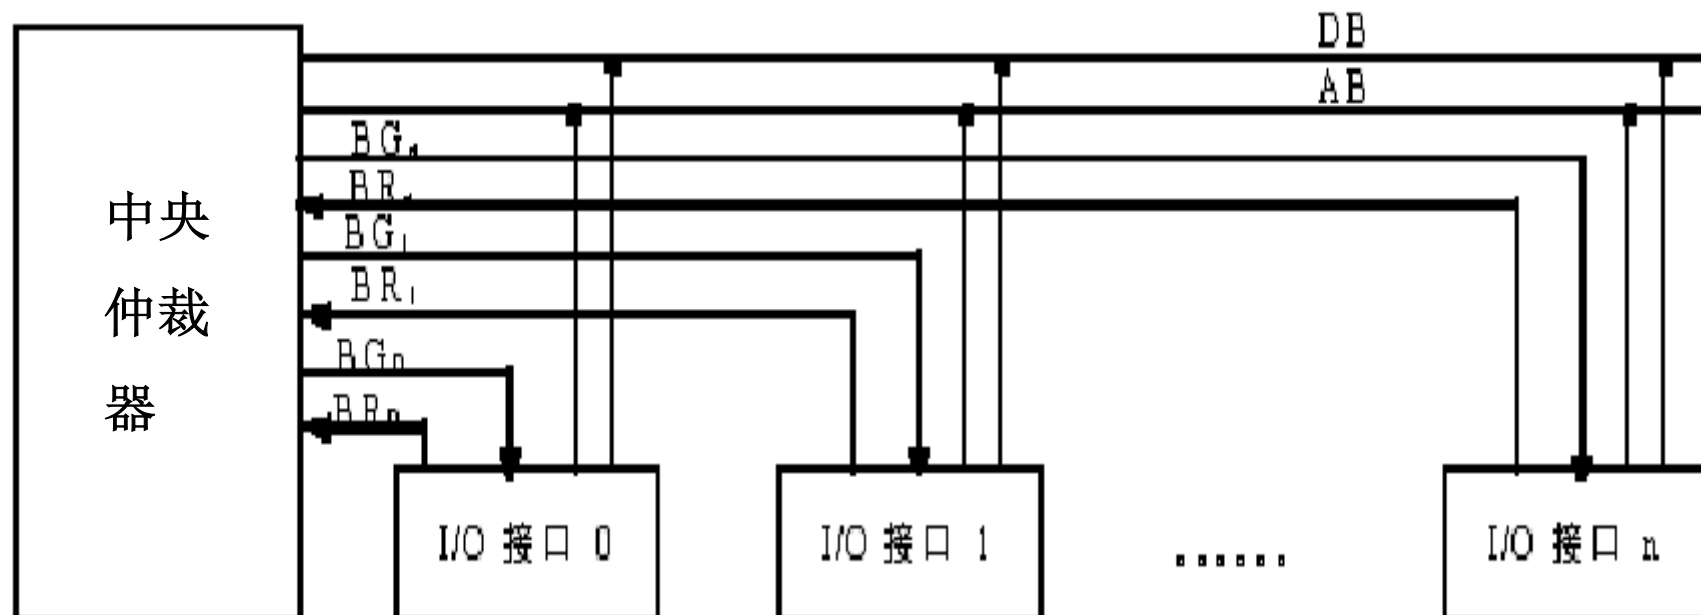 DB
AB
BG
BR
BG₁
BR₁
BG₀
BR₀
中央
仲裁
器
I/O 接口 0
I/O 接口 1
......
I/O 接口 n